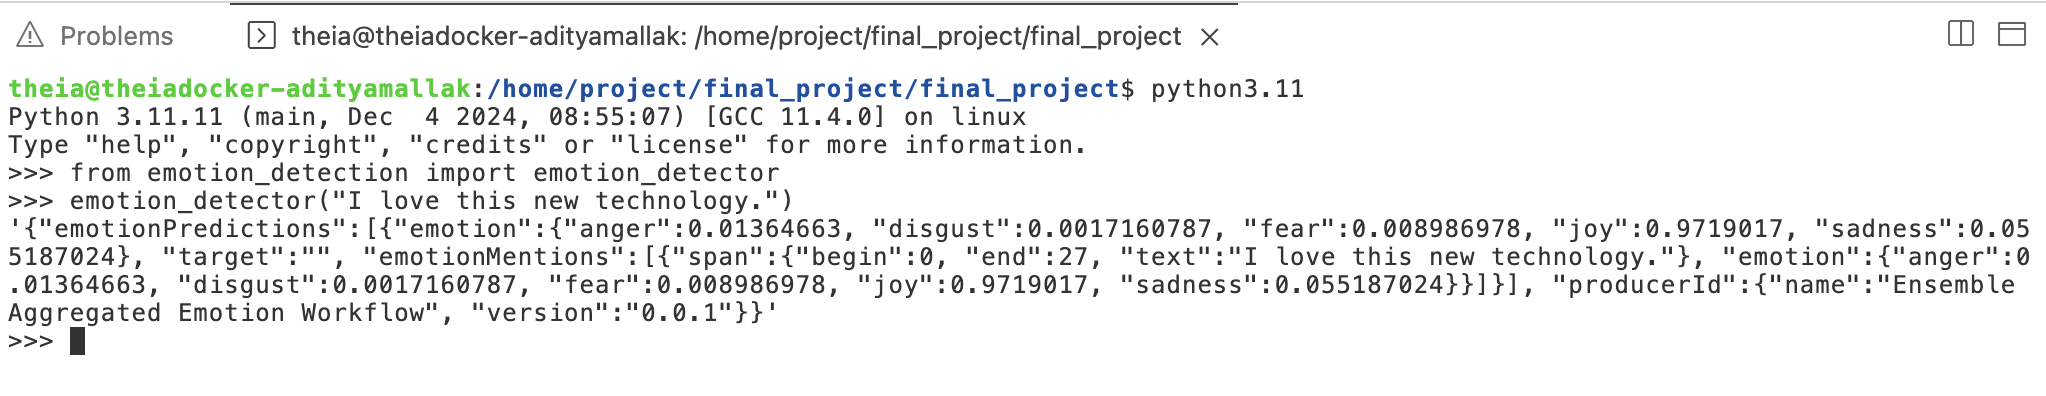 Problems
theia@theiadocker-adityamallak: /home/project/final_project/final_project
theia@theiadocker-adityamallak:/home/project/final_project/final_project$ python3.11
Python 3.11.11 (main, Dec  4 2024, 08:55:07) [GCC 11.4.0] on linux
Type "help", "copyright", "credits" or "license" for more information.
>>> from emotion_detection import emotion_detector
>>> emotion_detector("I love this new technology.")
'{"emotionPredictions":[{"emotion":{"anger":0.01364663, "disgust":0.0017160787, "fear":0.008986978, "joy":0.9719017, "sadness":0.05
5187024}, "target":"", "emotionMentions":[{"span":{"begin":0, "end":27, "text":"I love this new technology."}, "emotion":{"anger":0
.01364663, "disgust":0.0017160787, "fear":0.008986978, "joy":0.9719017, "sadness":0.055187024}}]}], "producerId":{"name":"Ensemble
Aggregated Emotion Workflow", "version":"0.0.1"}}'
>>>